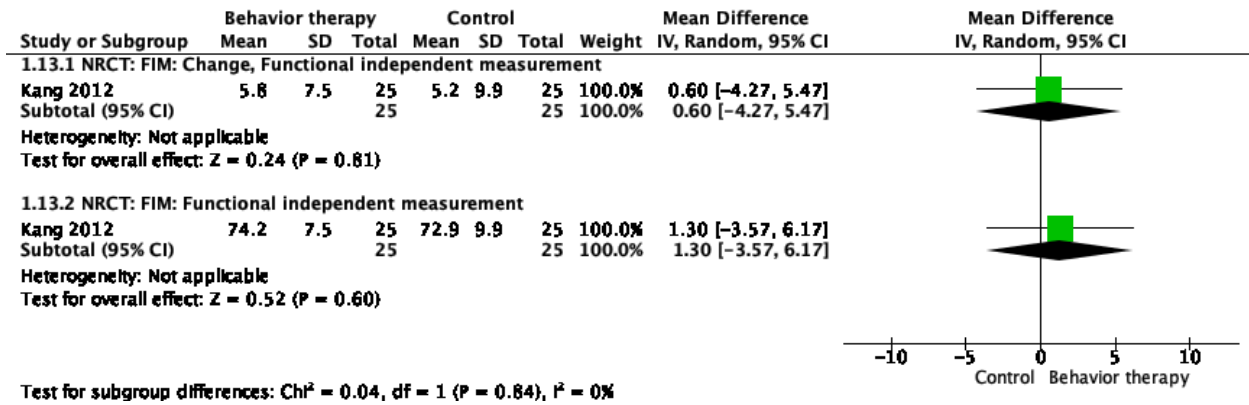 Behavior therapy Control Mean Difference Mean Difference
Study or Subgroup Mean SD Total Mean SD Total Weight IV, Random, 95% CI IV, Random, 95% CI
1.13.1 NRCT: FIM: Change, Functional independent measurement
Kang 2012 5.8 7.5 25 5.2 9.9 25 100.0% 0.60 [−4.27, 5.47]
Subtotal (95% CI) 25 25 100.0% 0.60 [−4.27, 5.47]
Heterogeneity: Not applicable
Test for overall effect: Z = 0.24 (P = 0.81)
1.13.2 NRCT: FIM: Functional independent measurement
Kang 2012 74.2 7.5 25 72.9 9.9 25 100.0% 1.30 [−3.57, 6.17]
Subtotal (95% CI) 25 25 100.0% 1.30 [−3.57, 6.17]
Heterogeneity: Not applicable
Test for overall effect: Z = 0.52 (P = 0.60)
−10 −5 0 5 10
Control Behavior therapy
Test for subgroup differences: Chi² = 0.04, df = 1 (P = 0.84), I² = 0%